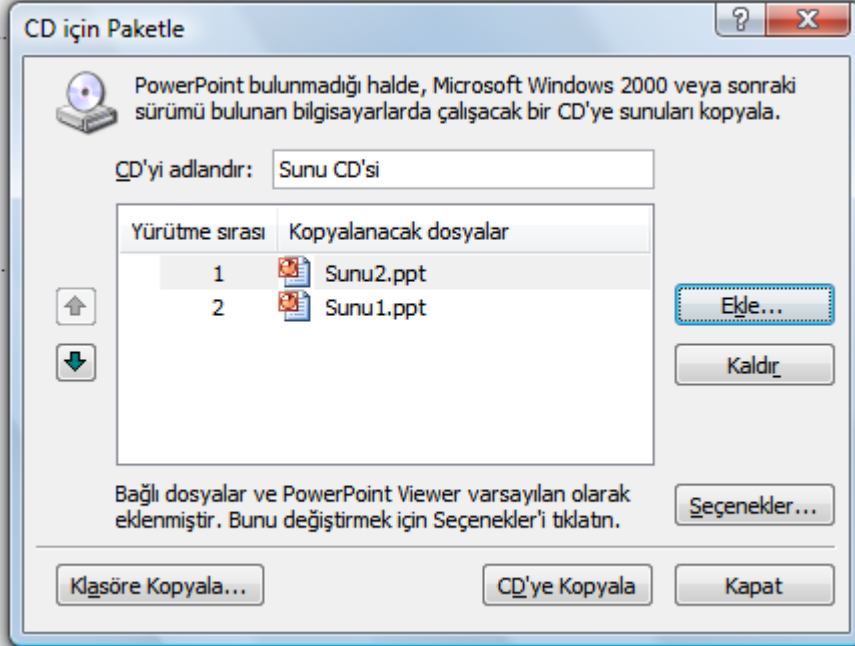 CD için Paketle
PowerPoint bulunmadığı halde, Microsoft Windows 2000 veya sonraki
sürümü bulunan bilgisayarlarda çalışacak bir CD'ye sunuları kopyala.
CD'yi adlandır: Sunu CD'si
Yürütme sırası Kopyalanacak dosyalar
1 Sunu2.ppt
2 Sunu1.ppt
Ekle...
Kaldır
Bağlı dosyalar ve PowerPoint Viewer varsayılan olarak
eklenmiştir. Bunu değiştirmek için Seçenekler'i tıklatın.
Seçenekler...
Klasöre Kopyala... CD'ye Kopyala Kapat